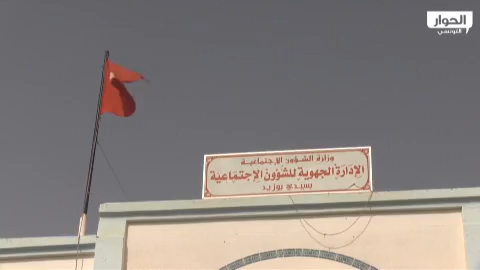 الحوار
التونسي
وزارة الشؤون الإجتماعية
الإدارة الجهوية للشؤون الإجتماعية
بسيدي بوزيد